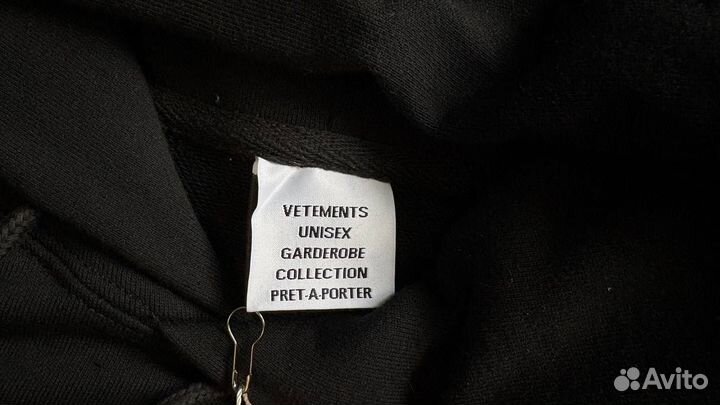 VETEMENTS
UNISEX
GARDEROBE
COLLECTION
PRET-A-PORTER
Avito